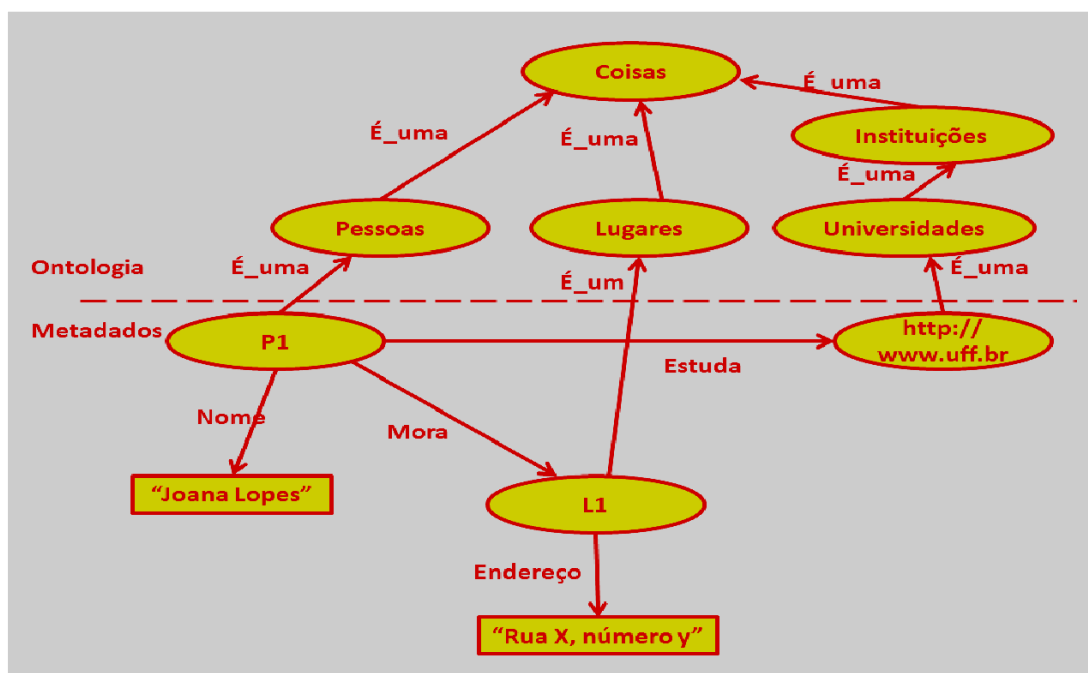 Coisas
É_uma
Instituições
É_uma
É_uma
É_uma
Pessoas
Lugares
Universidades
Ontologia
É_uma
É_um
É_uma
Metadados
P1
http://
www.uff.br
Estuda
Nome
Mora
“Joana Lopes”
L1
Endereço
“Rua X, número y”